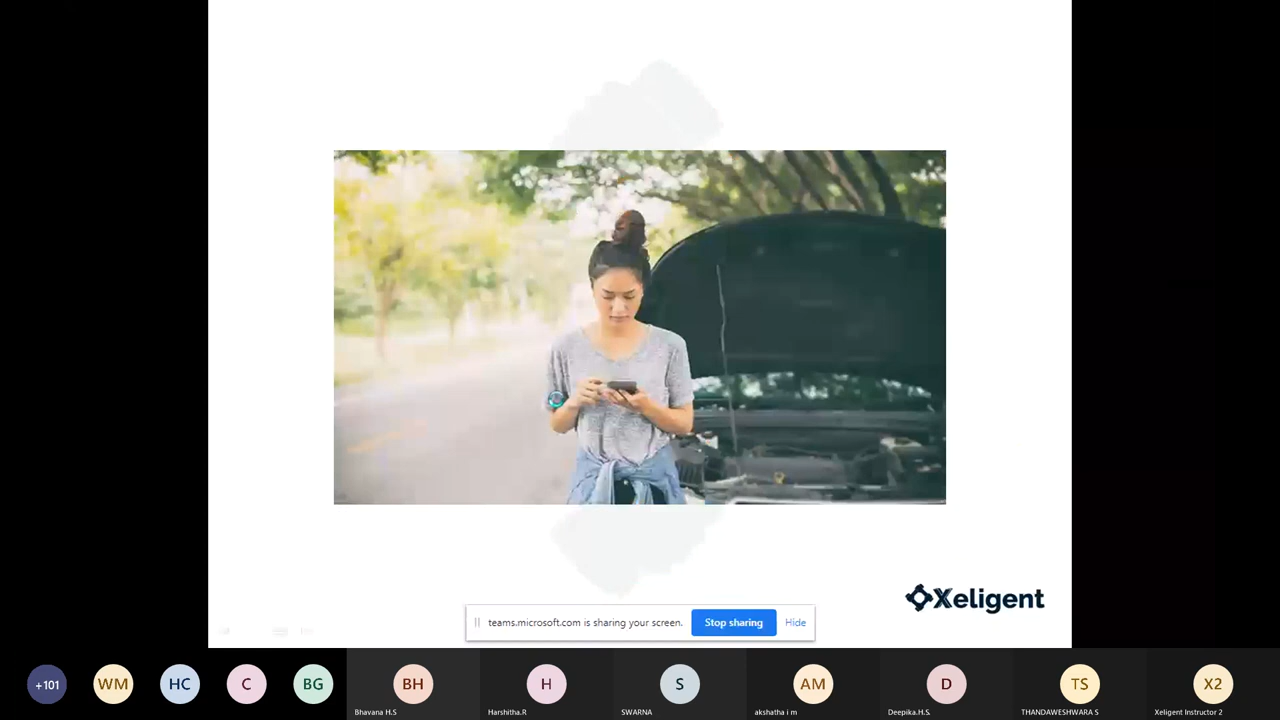 Xeligent
teams.microsoft.com is sharing your screen.
Stop sharing
Hide
+101
WM
HC
C
BG
BH
H
S
AM
D
TS
X2
Bhavana H.S
Harshitha.R
SWARNA
akshatha i m
Deepika.H.S.
THANDAWESHWARA S
Xeligent Instructor 2